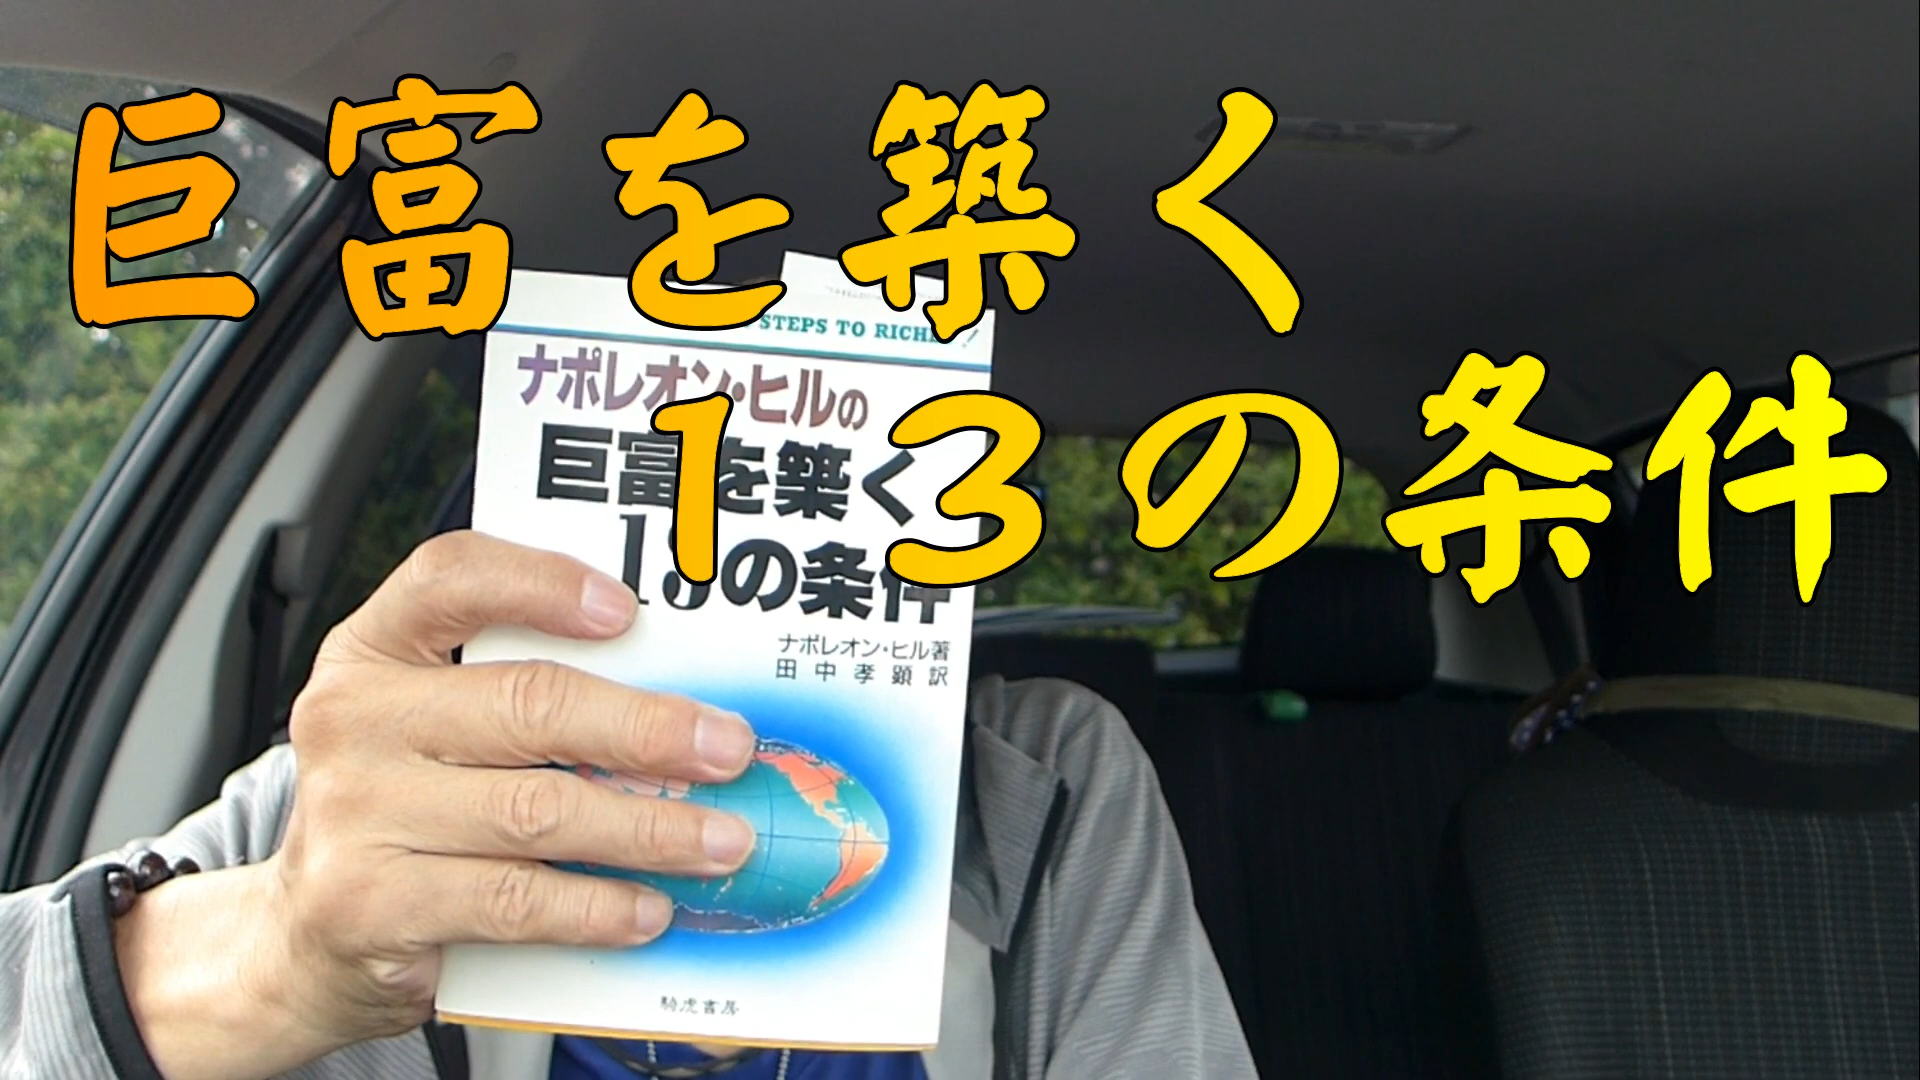 巨富を築く
13の条件
STEPS TO RICH
ナポレオン・ヒルの
巨富を築く
13の条件
ナポレオン・ヒル著
田中孝顕訳
騎虎書房